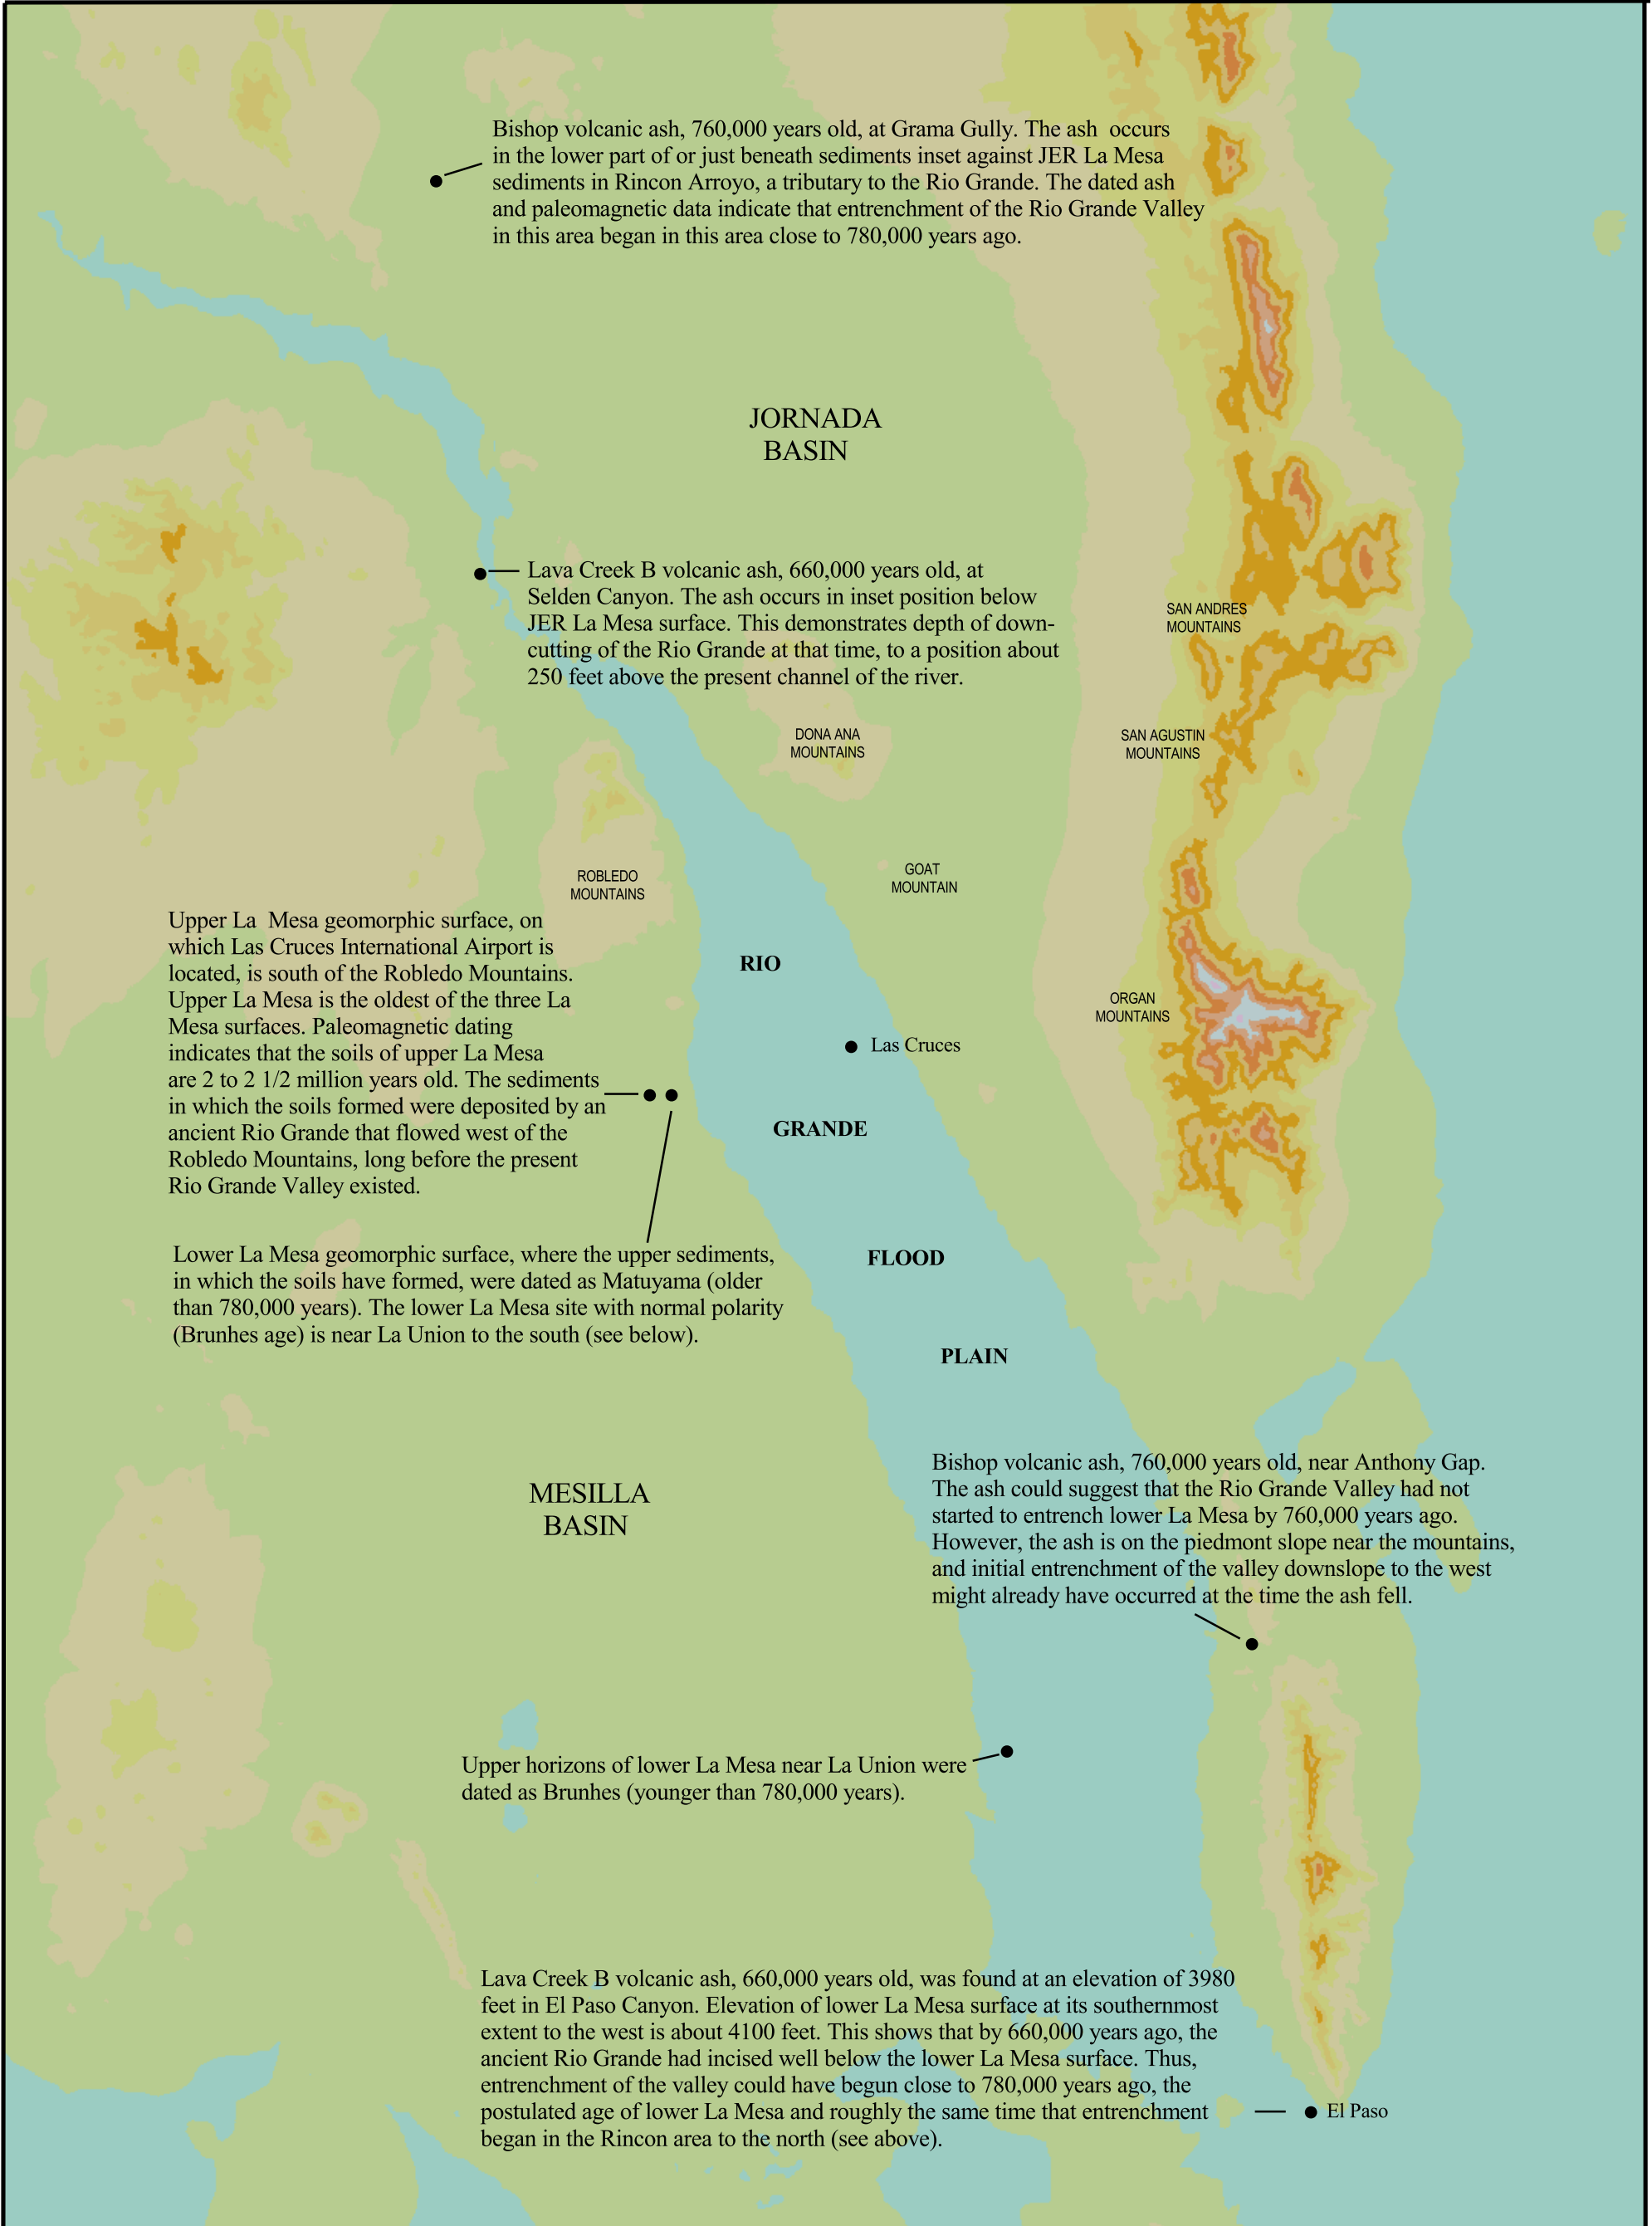 Bishop volcanic ash, 760,000 years old, at Grama Gully. The ash  occurs
in the lower part of or just beneath sediments inset against JER La Mesa
sediments in Rincon Arroyo, a tributary to the Rio Grande. The dated ash
and paleomagnetic data indicate that entrenchment of the Rio Grande Valley
in this area began in this area close to 780,000 years ago.
JORNADA
BASIN
Lava Creek B volcanic ash, 660,000 years old, at
Selden Canyon. The ash occurs in inset position below
JER La Mesa surface. This demonstrates depth of down-
cutting of the Rio Grande at that time, to a position about
250 feet above the present channel of the river.
SAN ANDRES
MOUNTAINS
DONA ANA
MOUNTAINS
SAN AGUSTIN
MOUNTAINS
ROBLEDO
MOUNTAINS
GOAT
MOUNTAIN
Upper La  Mesa geomorphic surface, on
which Las Cruces International Airport is
located, is south of the Robledo Mountains.
Upper La Mesa is the oldest of the three La
Mesa surfaces. Paleomagnetic dating
indicates that the soils of upper La Mesa
are 2 to 2 1/2 million years old. The sediments
in which the soils formed were deposited by an
ancient Rio Grande that flowed west of the
Robledo Mountains, long before the present
Rio Grande Valley existed.
RIO
ORGAN
MOUNTAINS
Las Cruces
GRANDE
Lower La Mesa geomorphic surface, where the upper sediments,
in which the soils have formed, were dated as Matuyama (older
than 780,000 years). The lower La Mesa site with normal polarity
(Brunhes age) is near La Union to the south (see below).
FLOOD
PLAIN
MESILLA
BASIN
Bishop volcanic ash, 760,000 years old, near Anthony Gap.
The ash could suggest that the Rio Grande Valley had not
started to entrench lower La Mesa by 760,000 years ago.
However, the ash is on the piedmont slope near the mountains,
and initial entrenchment of the valley downslope to the west
might already have occurred at the time the ash fell.
Upper horizons of lower La Mesa near La Union were
dated as Brunhes (younger than 780,000 years).
Lava Creek B volcanic ash, 660,000 years old, was found at an elevation of 3980
feet in El Paso Canyon. Elevation of lower La Mesa surface at its southernmost
extent to the west is about 4100 feet. This shows that by 660,000 years ago, the
ancient Rio Grande had incised well below the lower La Mesa surface. Thus,
entrenchment of the valley could have begun close to 780,000 years ago, the
postulated age of lower La Mesa and roughly the same time that entrenchment
began in the Rincon area to the north (see above).
El Paso